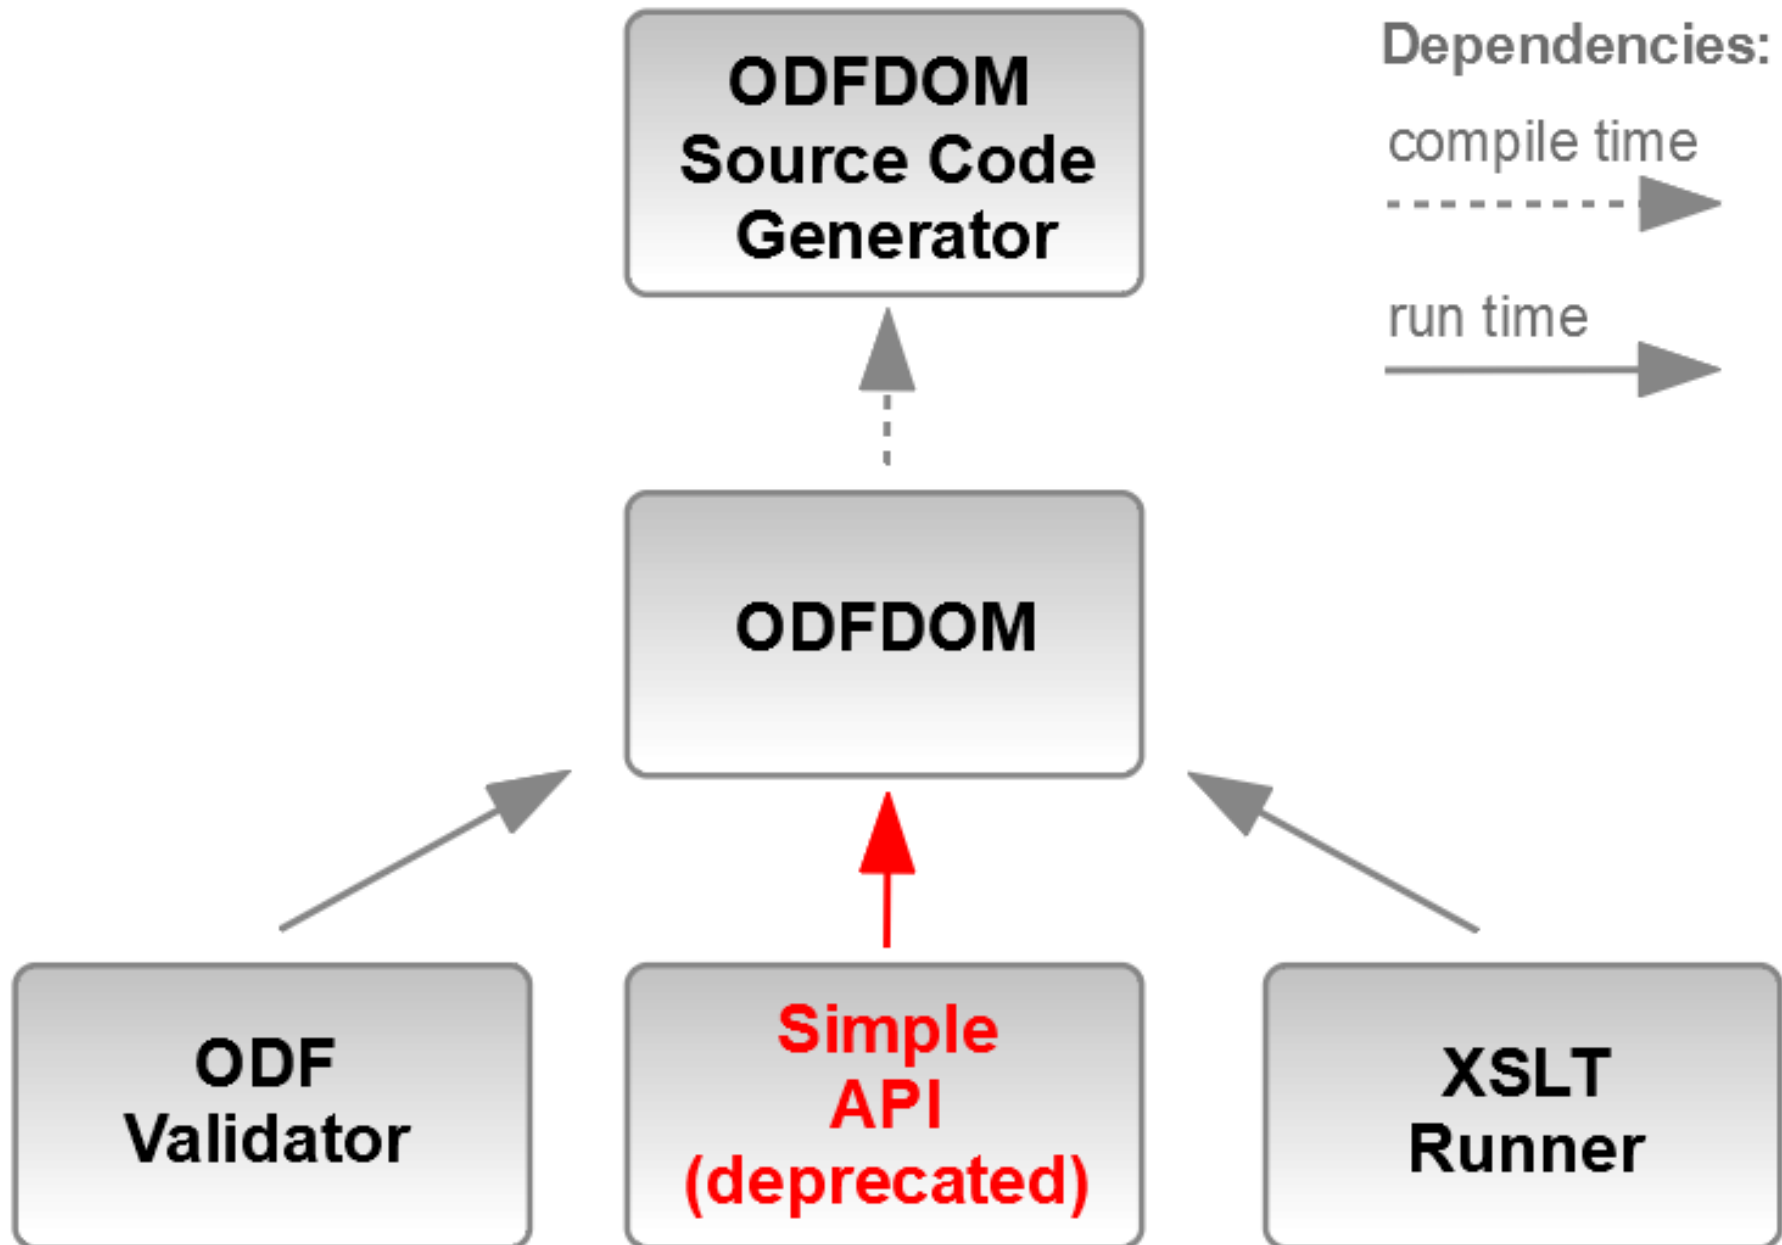 ODFDOM
Source Code
Generator
Dependencies:
compile time
run time
ODFDOM
ODF
Validator
Simple
API
(deprecated)
XSLT
Runner